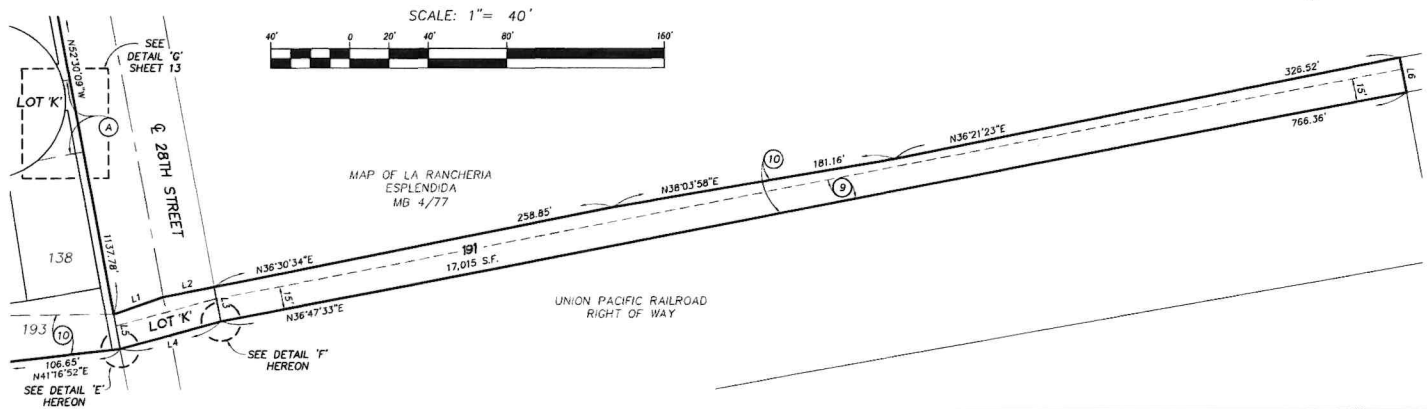 SCALE: 1"= 40'
40'
0
20'
40'
80'
160'
SEE
DETAIL 'G'
SHEET 13
N52°30'09"W
LOT 'K'
A
℄ 28TH STREET
MAP OF LA RANCHERIA
ESPLENDIDA
MB 4/77
326.52'
L6
15'
766.36'
N36°21'23"E
181.16'
10
9
N38°03'58"E
258.85'
191
17,015 S.F.
N36°30'34"E
138
1137.78'
L1
L2
L3
15'
N36°47'33"E
UNION PACIFIC RAILROAD
RIGHT OF WAY
LOT 'K'
L5
L4
193
10
106.65'
N41°16'52"E
SEE DETAIL 'F'
HEREON
SEE DETAIL 'E'
HEREON